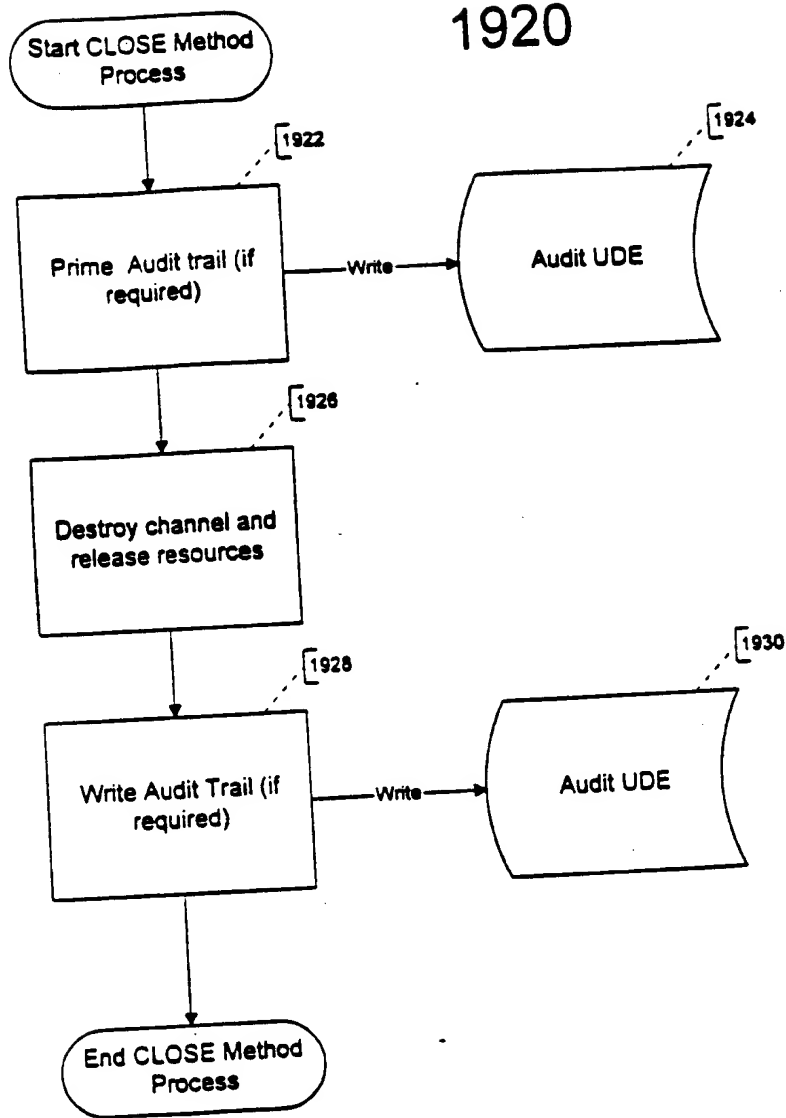 1920
Start CLOSE Method
Process
1922
1924
Prime Audit trail (if
required)
Write
Audit UDE
1926
Destroy channel and
release resources
1928
1930
Write Audit Trail (if
required)
Write
Audit UDE
End CLOSE Method
Process